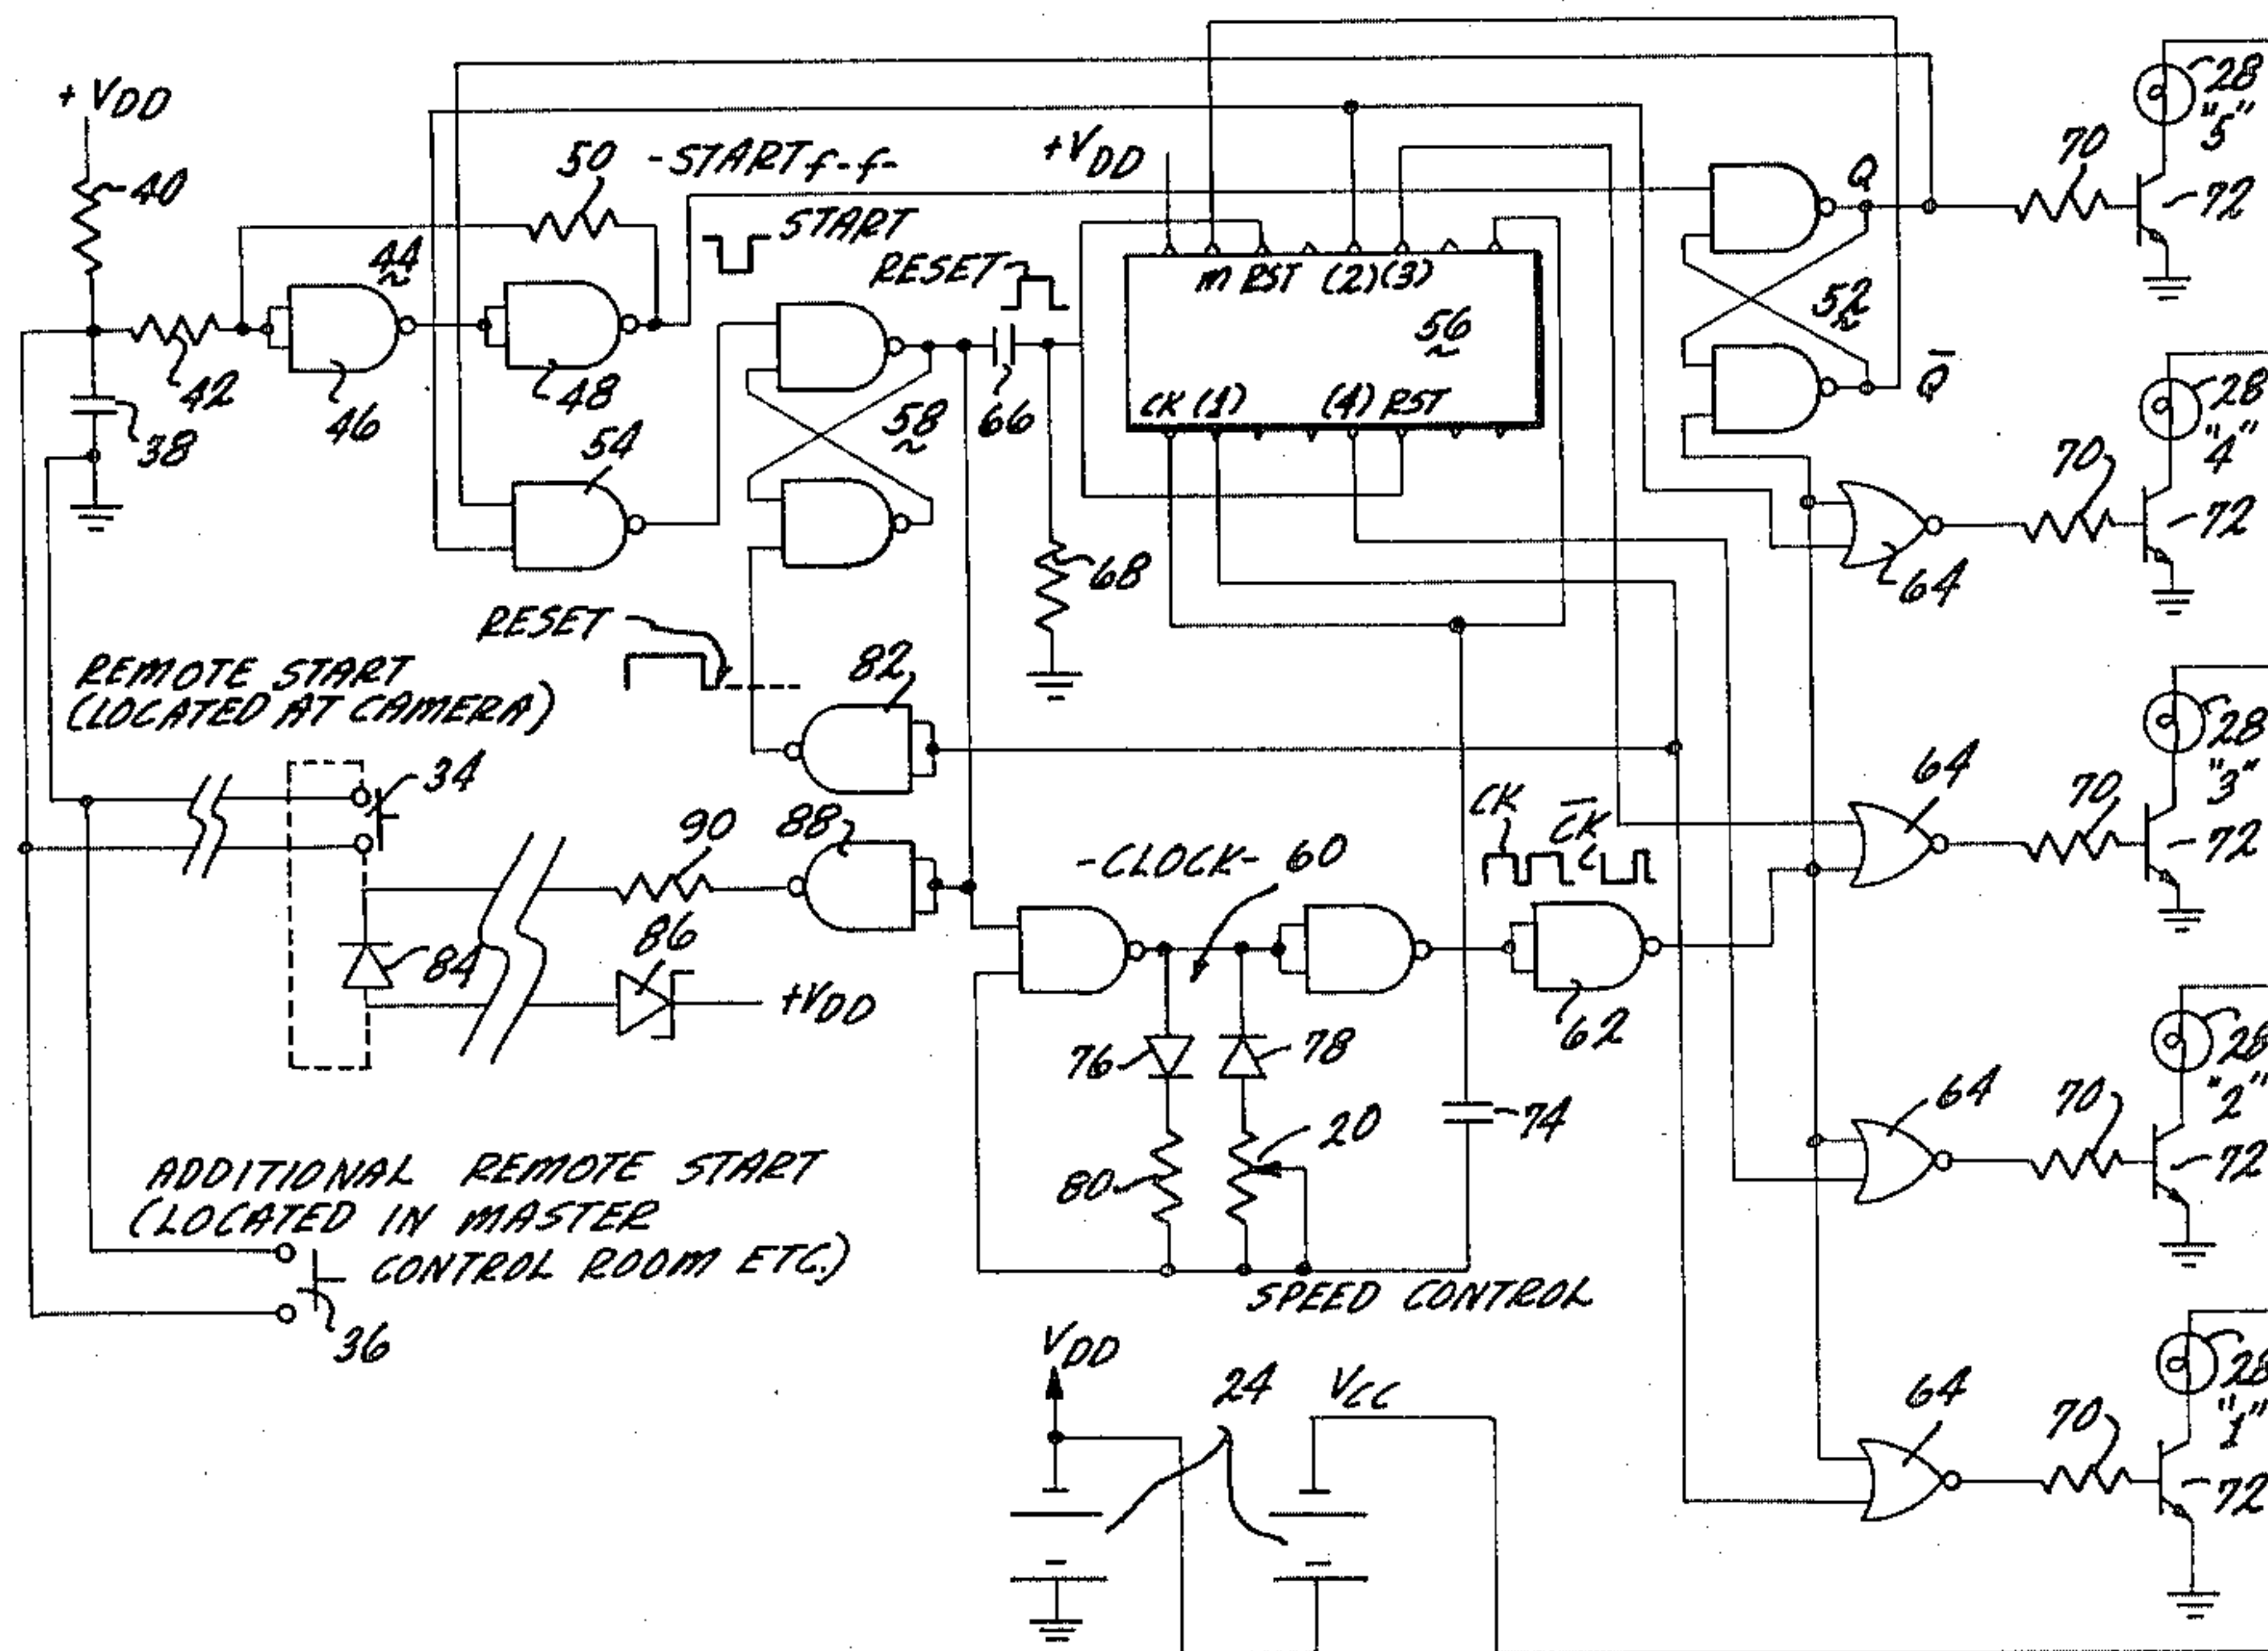 +VDD
40
42
38
44
46
48
50
-START f-f-
START
54
58
RESET
66
68
+VDD
m RST (2)(3)
56
CK (1)
(4) RST
Q
Q̅
52
70
72
28
"5"
70
72
28
"4"
64
RESET
82
REMOTE START
(LOCATED AT CAMERA)
34
90
88
84
86
+VDD
-CLOCK- 60
CK
C̅K̅
62
76
78
80
20
74
SPEED CONTROL
64
70
72
28
"3"
64
70
72
28
"2"
64
70
72
28
"1"
ADDITIONAL REMOTE START
(LOCATED IN MASTER
CONTROL ROOM ETC.)
36
VDD
24
VCC